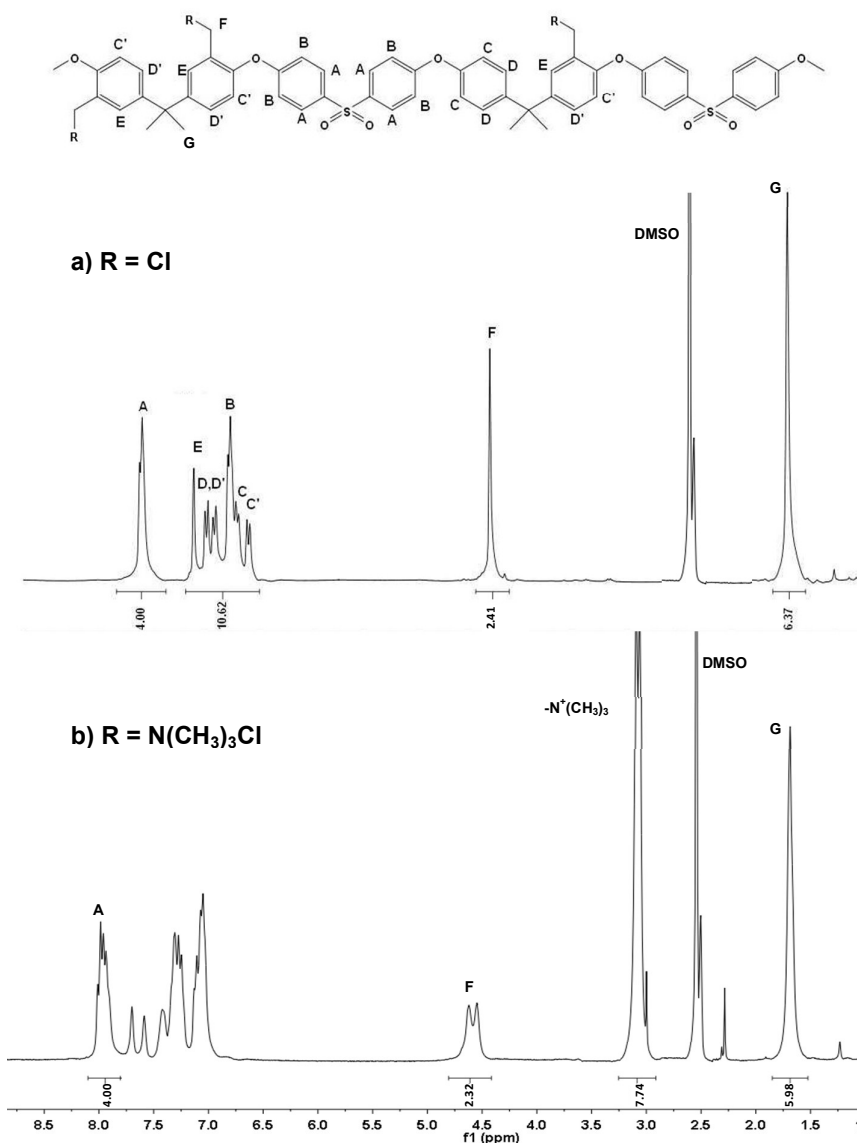 R F R
C' B B C
O D' E O A A O D E O O
B A S A B C D C' S
E O O D' D' O O
R G
G
DMSO
a) R = Cl
F
A B
E
D,D' C
C'
4.00 10.62 2.41 6.37
DMSO
-N⁺(CH₃)₃
b) R = N(CH₃)₃Cl
G
A
F
4.00 2.32 7.74 5.98
8.5 8.0 7.5 7.0 6.5 6.0 5.5 5.0 4.5 4.0 3.5 3.0 2.5 2.0 1.5
f1 (ppm)